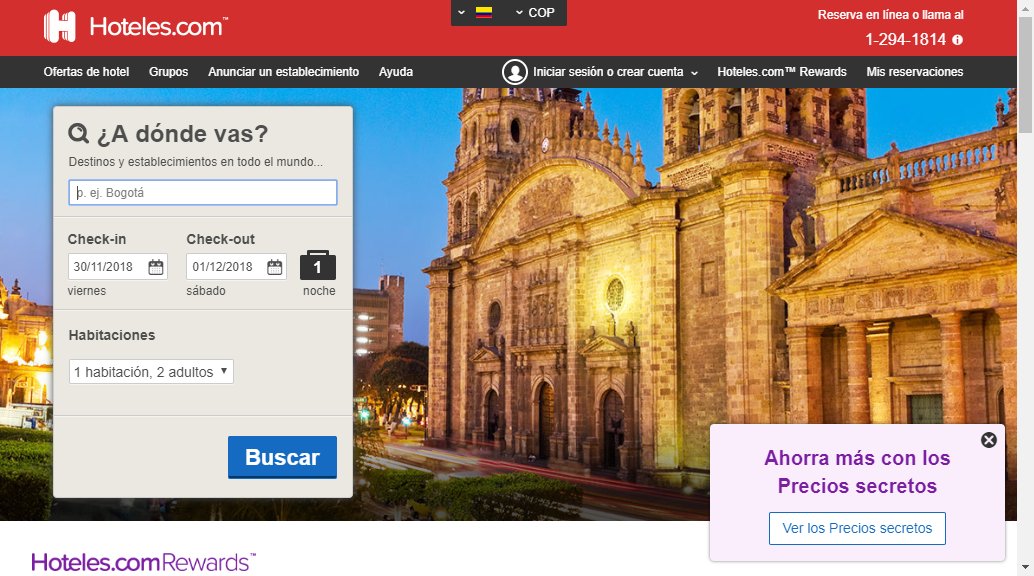 Hoteles.com™
COP
Reserva en línea o llama al
1-294-1814
Ofertas de hotel Grupos Anunciar un establecimiento Ayuda Iniciar sesión o crear cuenta Hoteles.com™ Rewards Mis reservaciones
¿A dónde vas?
Destinos y establecimientos en todo el mundo...
p. ej. Bogotá
Check-in Check-out
30/11/2018 01/12/2018 1
viernes sábado noche
Habitaciones
1 habitación, 2 adultos
Buscar
Ahorra más con los
Precios secretos
Ver los Precios secretos
Hoteles.com Rewards™